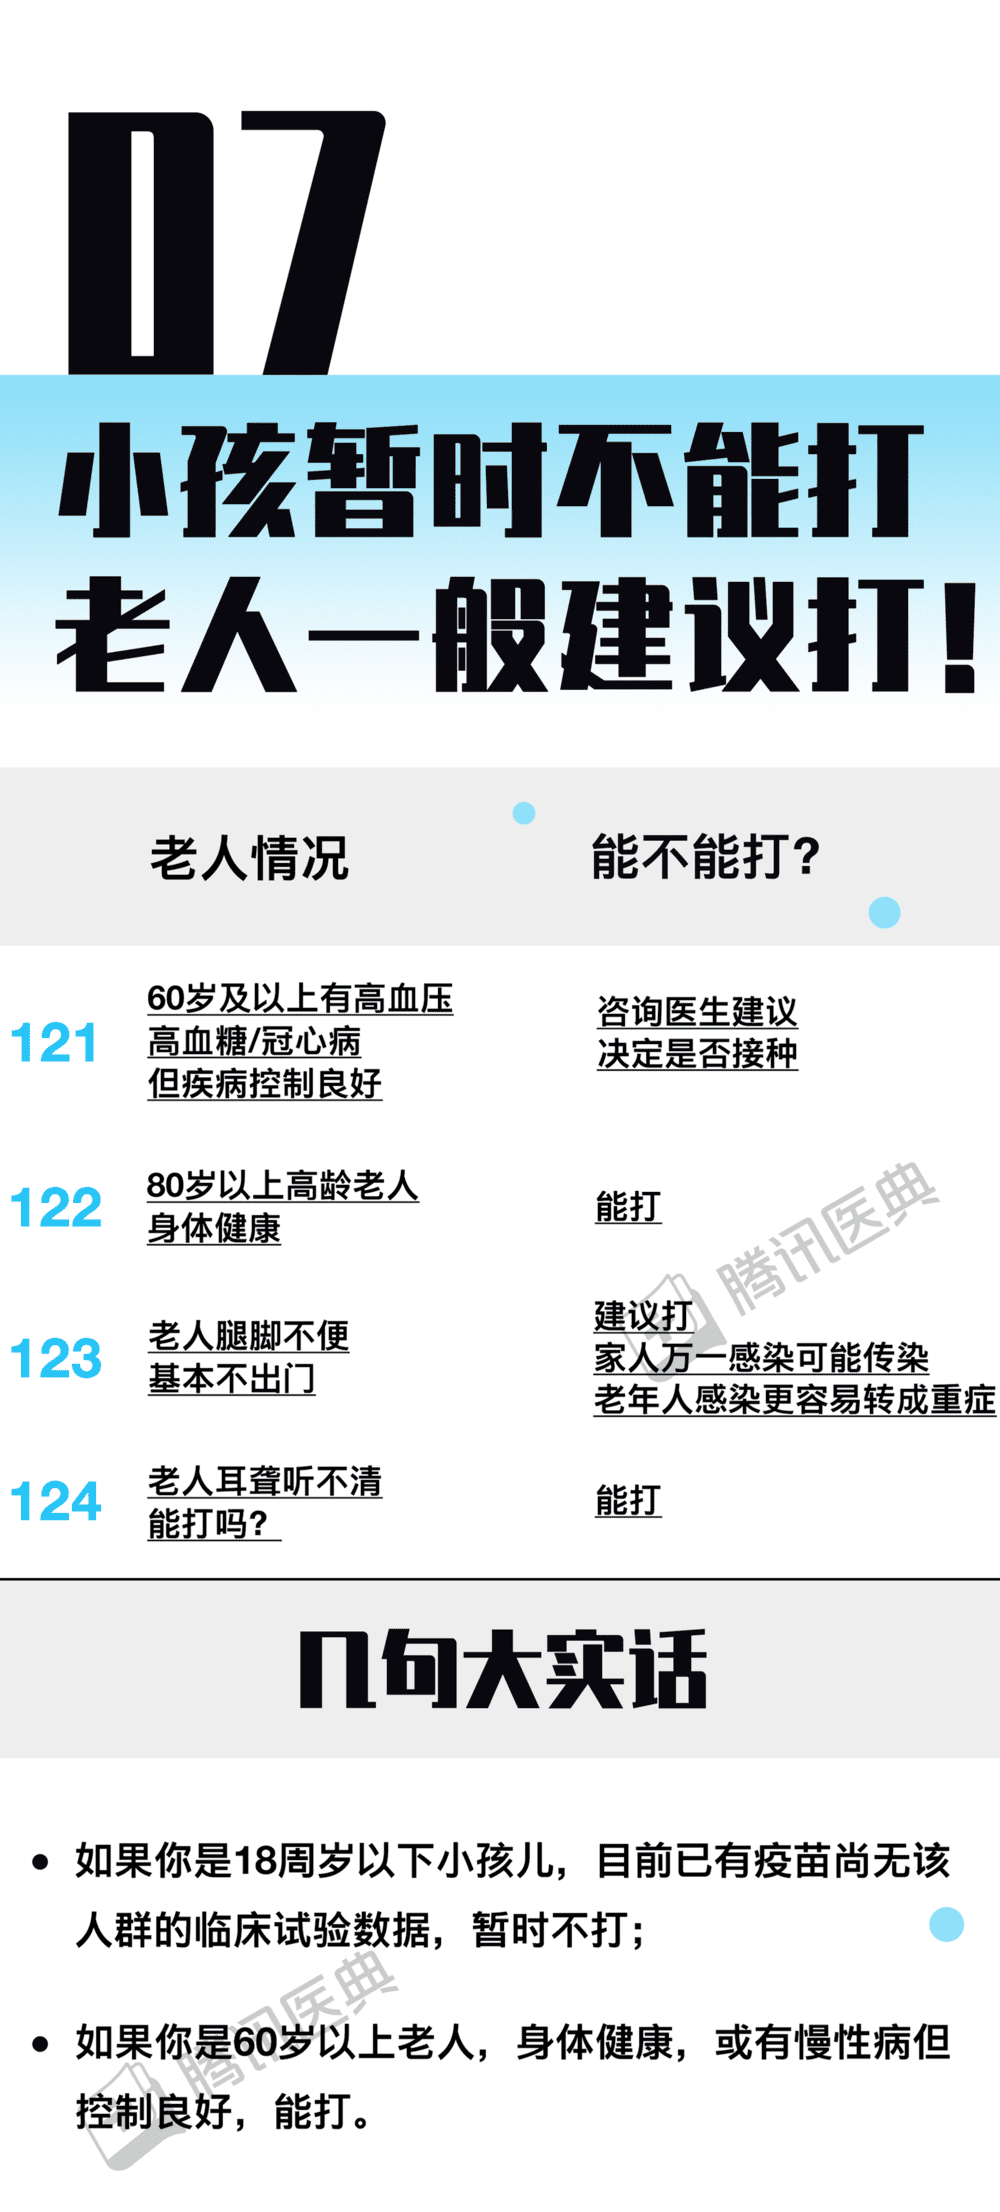 07
小孩暂时不能打
老人一般建议打！
老人情况
能不能打？
121
60岁及以上有高血压
高血糖/冠心病
但疾病控制良好
咨询医生建议
决定是否接种
122
80岁以上高龄老人
身体健康
能打
腾讯医典
123
老人腿脚不便
基本不出门
建议打
家人万一感染可能传染
老年人感染更容易转成重症
124
老人耳聋听不清
能打吗？
能打
几句大实话
• 如果你是18周岁以下小孩儿，目前已有疫苗尚无该
人群的临床试验数据，暂时不打；
• 如果你是60岁以上老人，身体健康，或有慢性病但
控制良好，能打。
腾讯医典